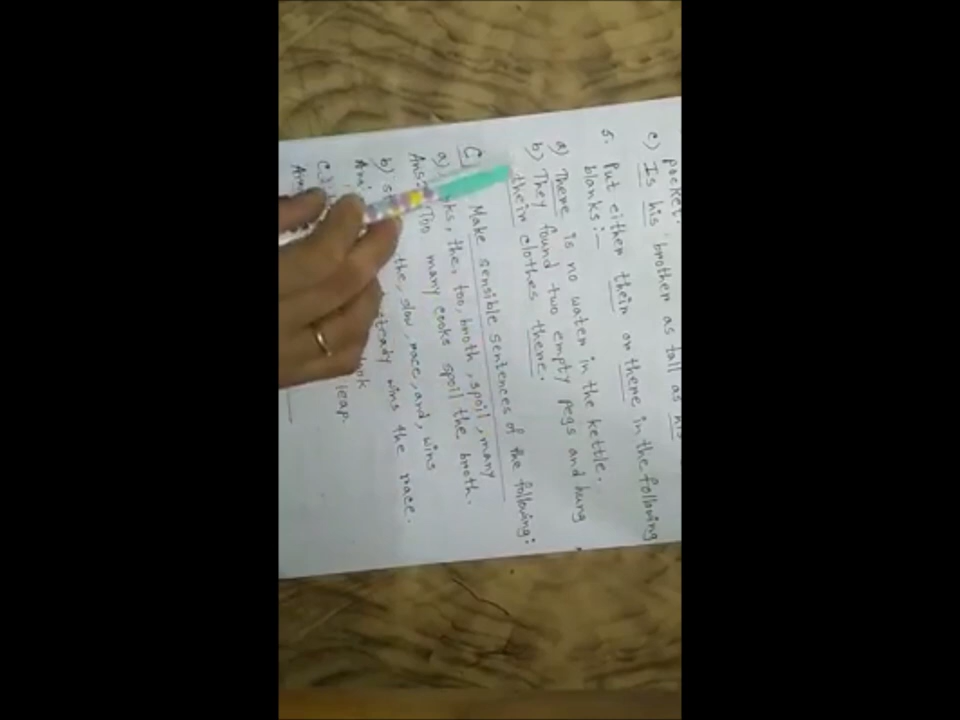 pocket.
c) Is his brother as tall as his
5. Put either their or there in the following
blanks:-
a) There is no water in the kettle.
b) They found two empty pegs and hung
their clothes there.
C Make sensible sentences of the following:
a) the, too, broth, spoil, many
Ans: Too many cooks spoil the broth.
b) the, slow, race, and, wins
wins the race.
leap.